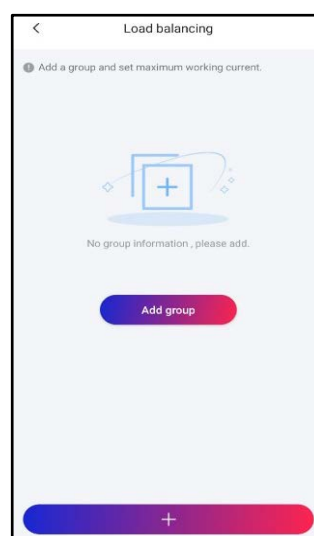 Load balancing
Add a group and set maximum working current.
No group information , please add.
Add group